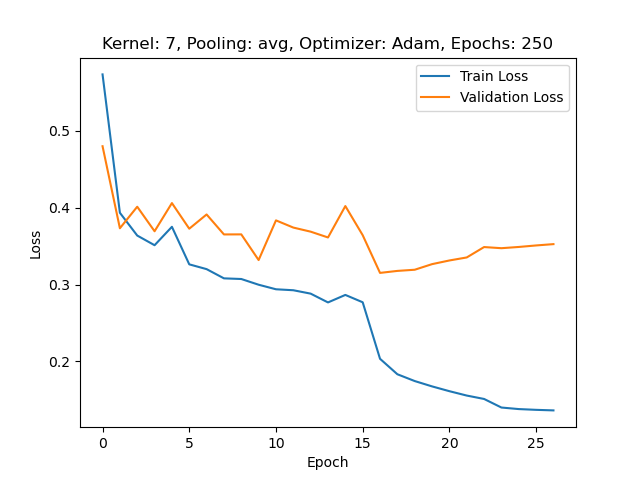 Kernel: 7, Pooling: avg, Optimizer: Adam, Epochs: 250
Train Loss
Validation Loss
0.5
0.4
0.3
0.2
Loss
0 5 10 15 20 25
Epoch